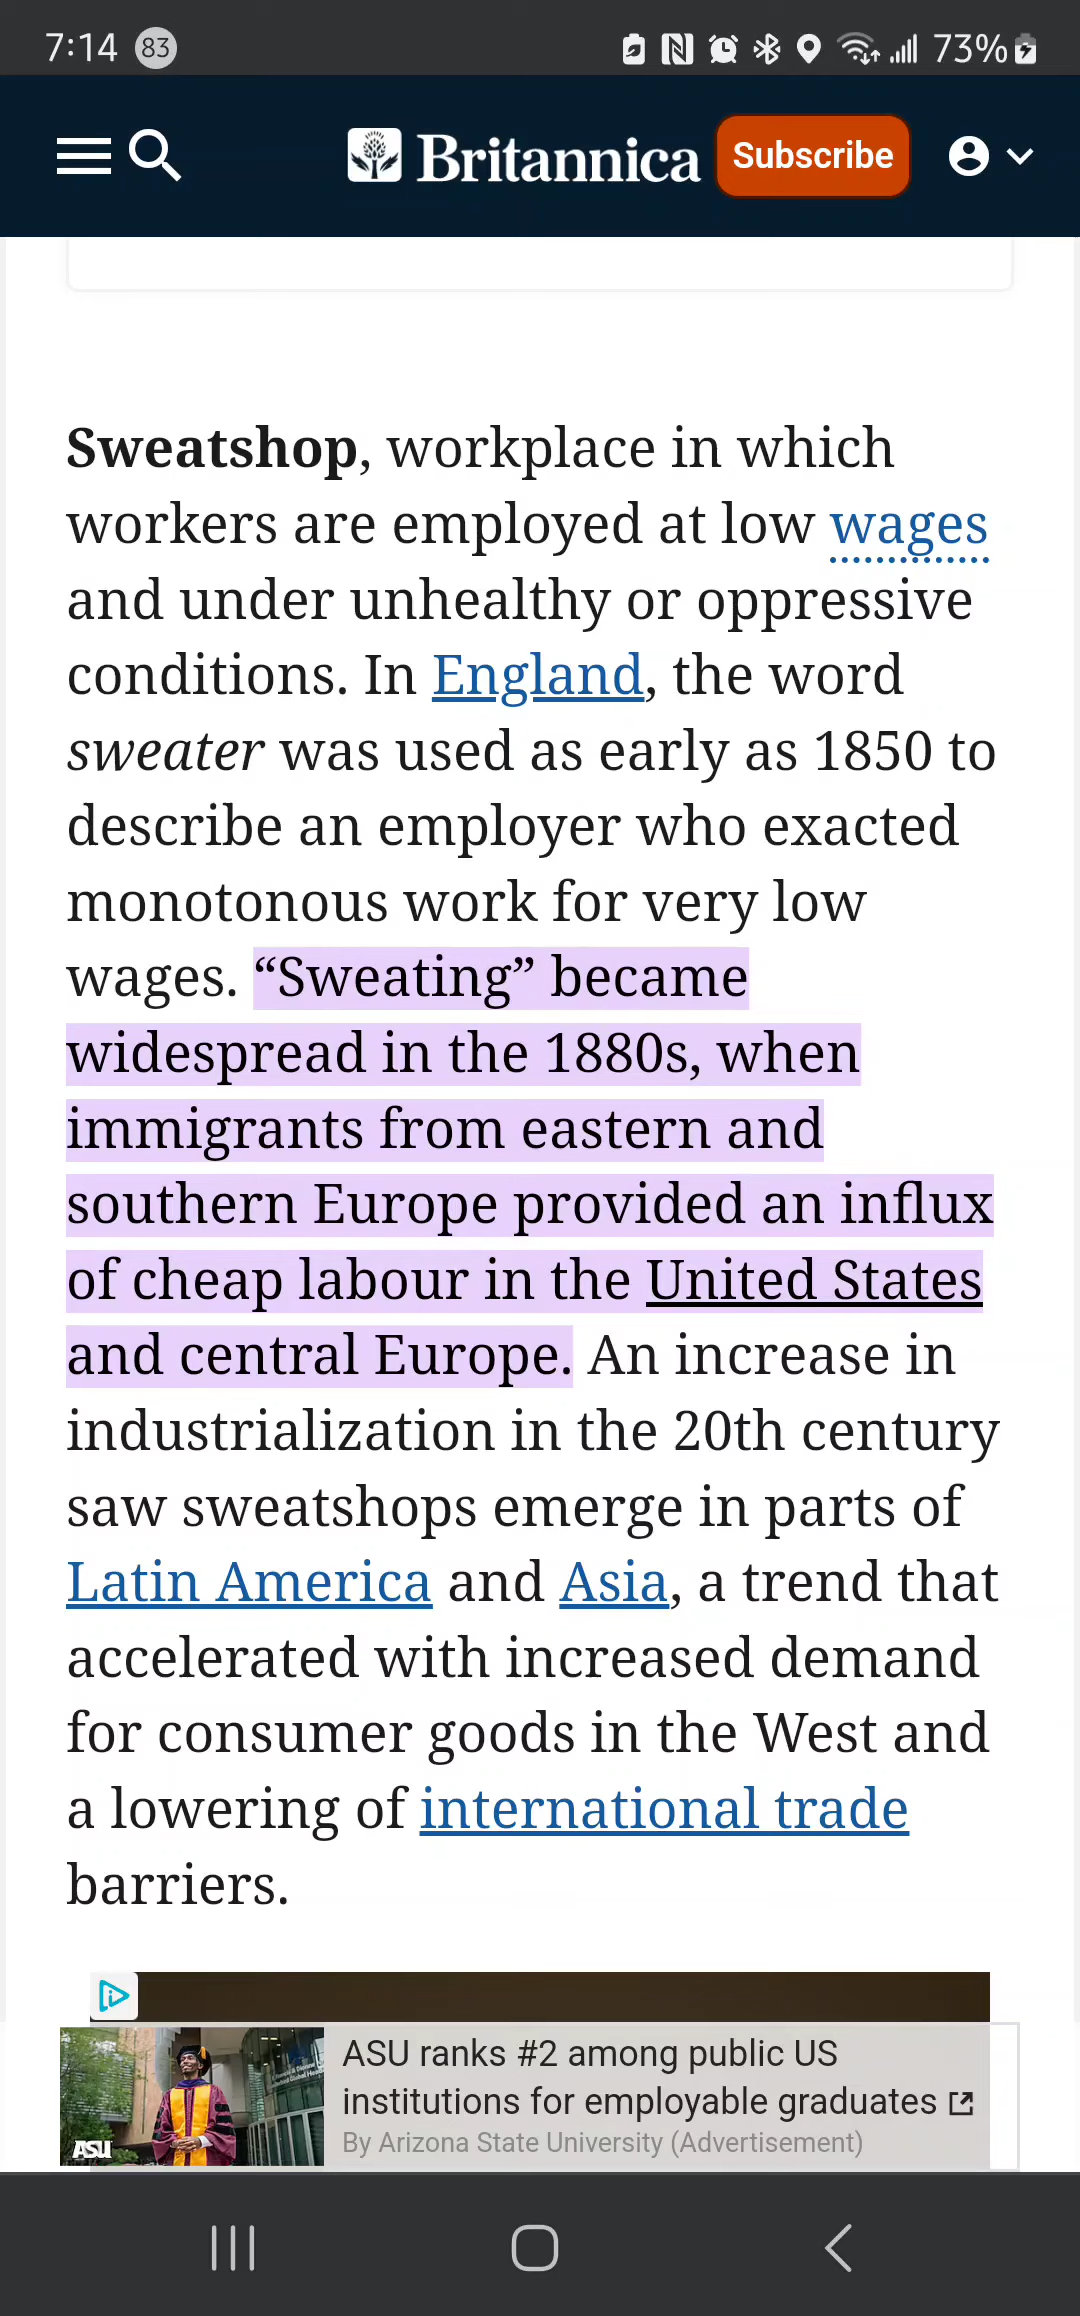 7:14 83 73%
Britannica Subscribe
Sweatshop, workplace in which
workers are employed at low wages
and under unhealthy or oppressive
conditions. In England, the word
sweater was used as early as 1850 to
describe an employer who exacted
monotonous work for very low
wages. “Sweating” became
widespread in the 1880s, when
immigrants from eastern and
southern Europe provided an influx
of cheap labour in the United States
and central Europe. An increase in
industrialization in the 20th century
saw sweatshops emerge in parts of
Latin America and Asia, a trend that
accelerated with increased demand
for consumer goods in the West and
a lowering of international trade
barriers.
ASU ranks #2 among public US
institutions for employable graduates
By Arizona State University (Advertisement)
ASU